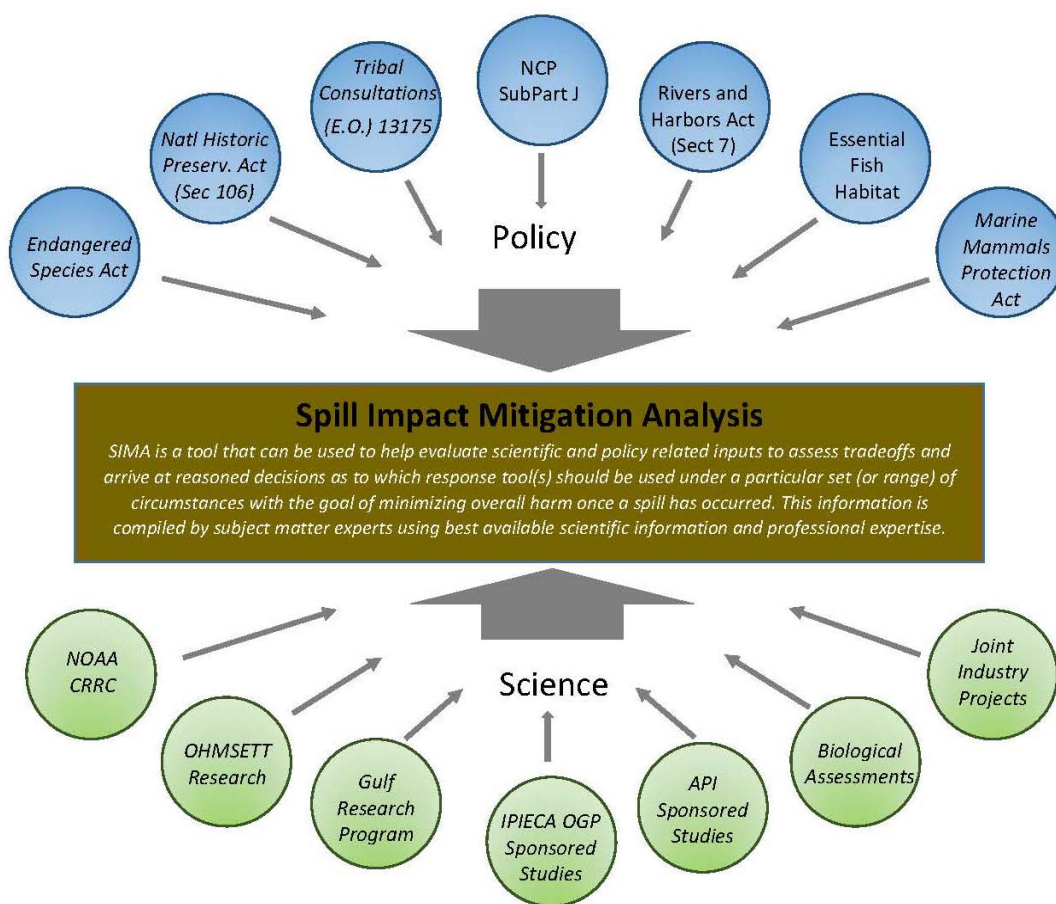 Endangered
Species Act
Natl Historic
Preserv. Act
(Sec 106)
Tribal
Consultations
(E.O.) 13175
NCP
SubPart J
Rivers and
Harbors Act
(Sect 7)
Essential
Fish
Habitat
Marine
Mammals
Protection
Act
Policy
Spill Impact Mitigation Analysis
SIMA is a tool that can be used to help evaluate scientific and policy related inputs to assess tradeoffs and
arrive at reasoned decisions as to which response tool(s) should be used under a particular set (or range) of
circumstances with the goal of minimizing overall harm once a spill has occurred. This information is
compiled by subject matter experts using best available scientific information and professional expertise.
Science
NOAA
CRRC
OHMSETT
Research
Gulf
Research
Program
IPIECA OGP
Sponsored
Studies
API
Sponsored
Studies
Biological
Assessments
Joint
Industry
Projects